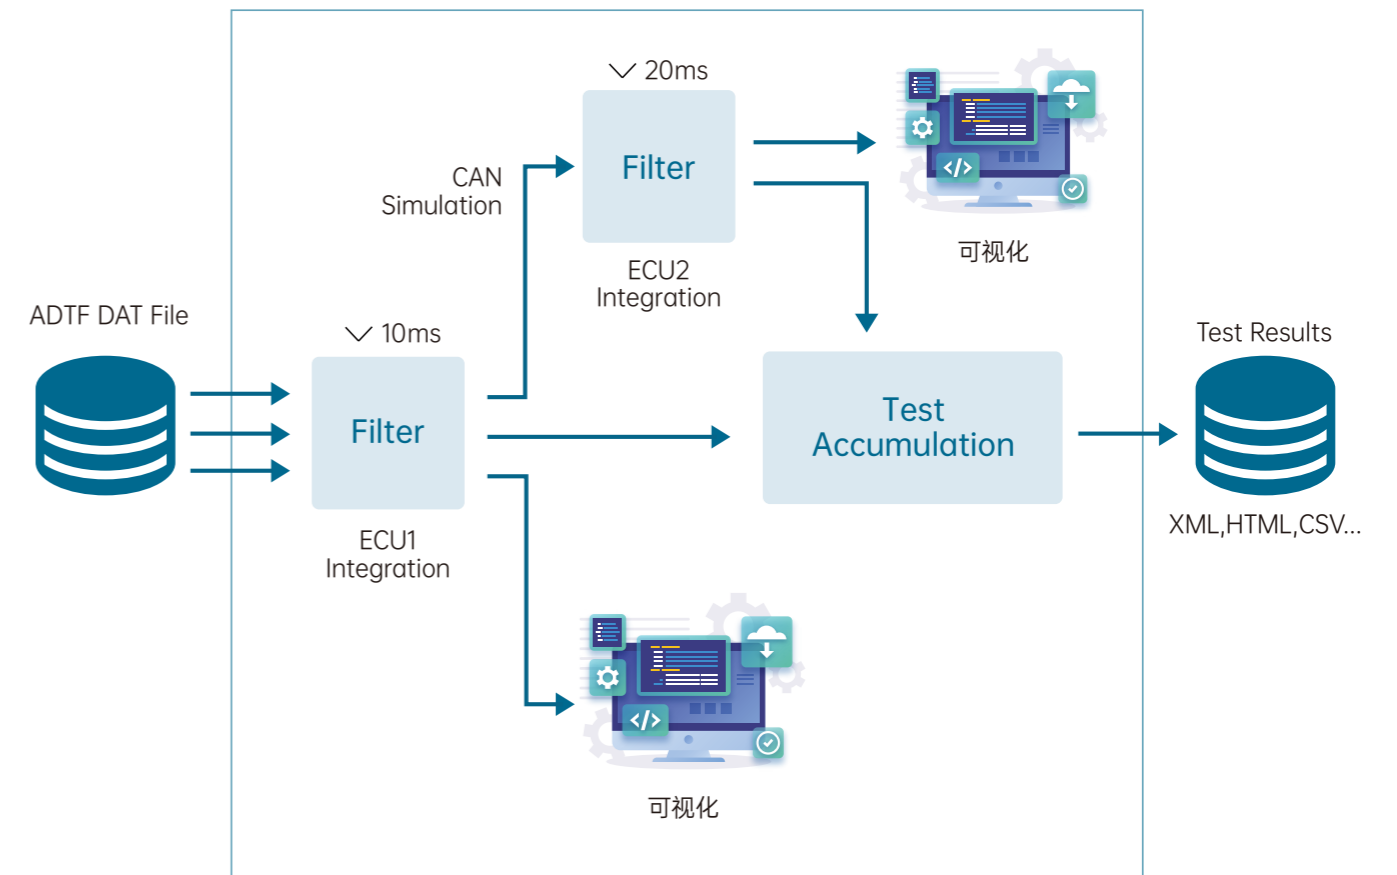 20ms
Filter
CAN
Simulation
ECU2
Integration
可视化
ADTF DAT File
10ms
Filter
ECU1
Integration
Test
Accumulation
Test Results
XML,HTML,CSV...
</>
可视化
</>